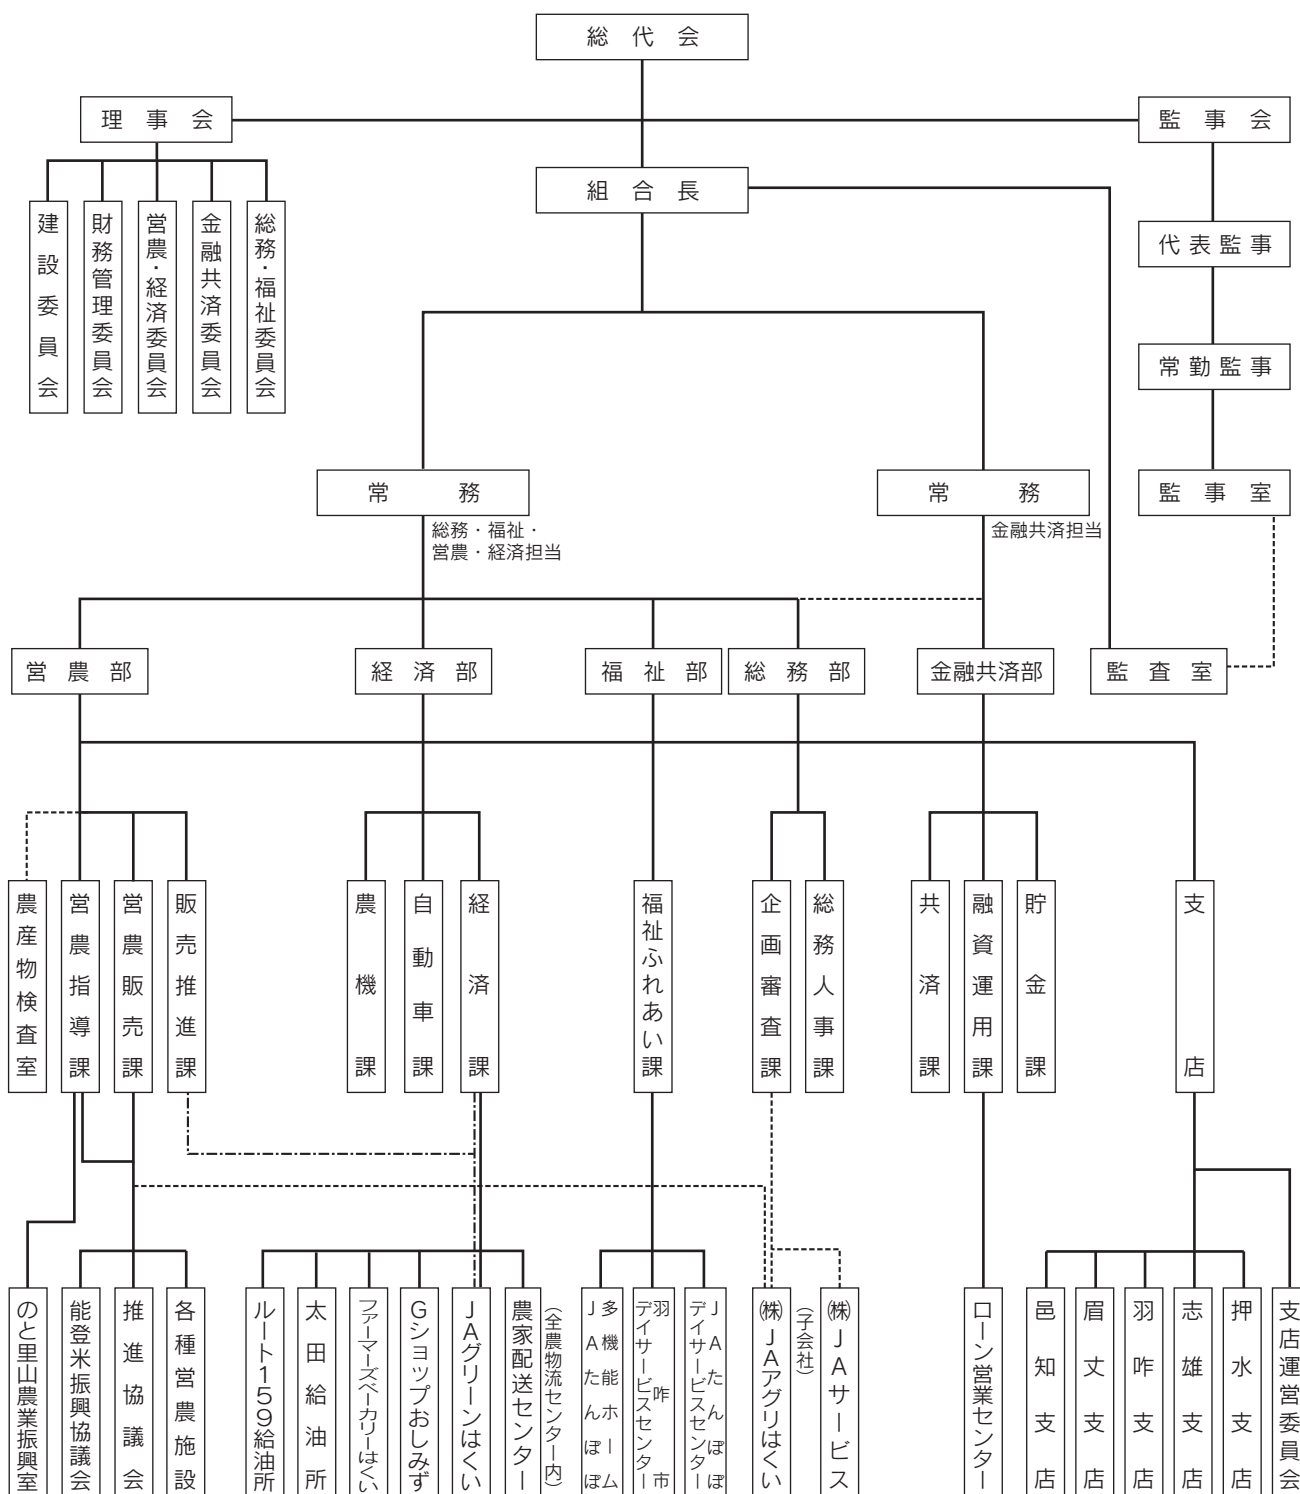 総代会
理事会
監事会
組合長
建設委員会
財務管理委員会
営農・経済委員会
金融共済委員会
総務・福祉委員会
代表監事
常勤監事
常務
総務・福祉・
営農・経済担当
常務
金融共済担当
監事室
営農部
経済部
福祉部
総務部
金融共済部
監査室
農産物検査室
営農指導課
営農販売課
販売推進課
農機課
自動車課
経済課
福祉ふれあい課
企画審査課
総務人事課
共済課
融資運用課
貯金課
支店
のと里山農業振興室
能登米振興協議会
推進協議会
各種営農施設
ルート159給油所
太田給油所
ファーマーズベーカリーはくい
Gショップおしみず
JAグリーンはくい
農家配送センター
(全農物流センター内)
多機能ホーム
JAたんぽぽ
羽咋市
デイサービスセンター
JAたんぽぽ
デイサービスセンター
㈱JAアグリはくい
(子会社)
㈱JAサービス
ローン営業センター
邑知支店
眉丈支店
羽咋支店
志雄支店
押水支店
支店運営委員会